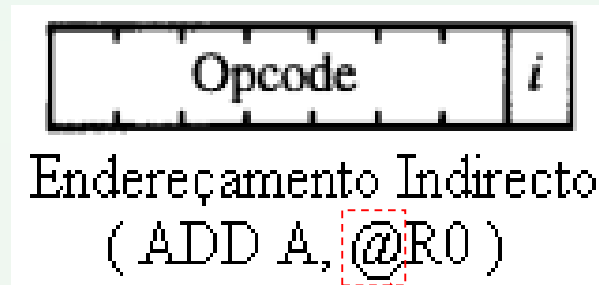 Opcode i
Endereçamento Indirecto
( ADD A, @R0 )